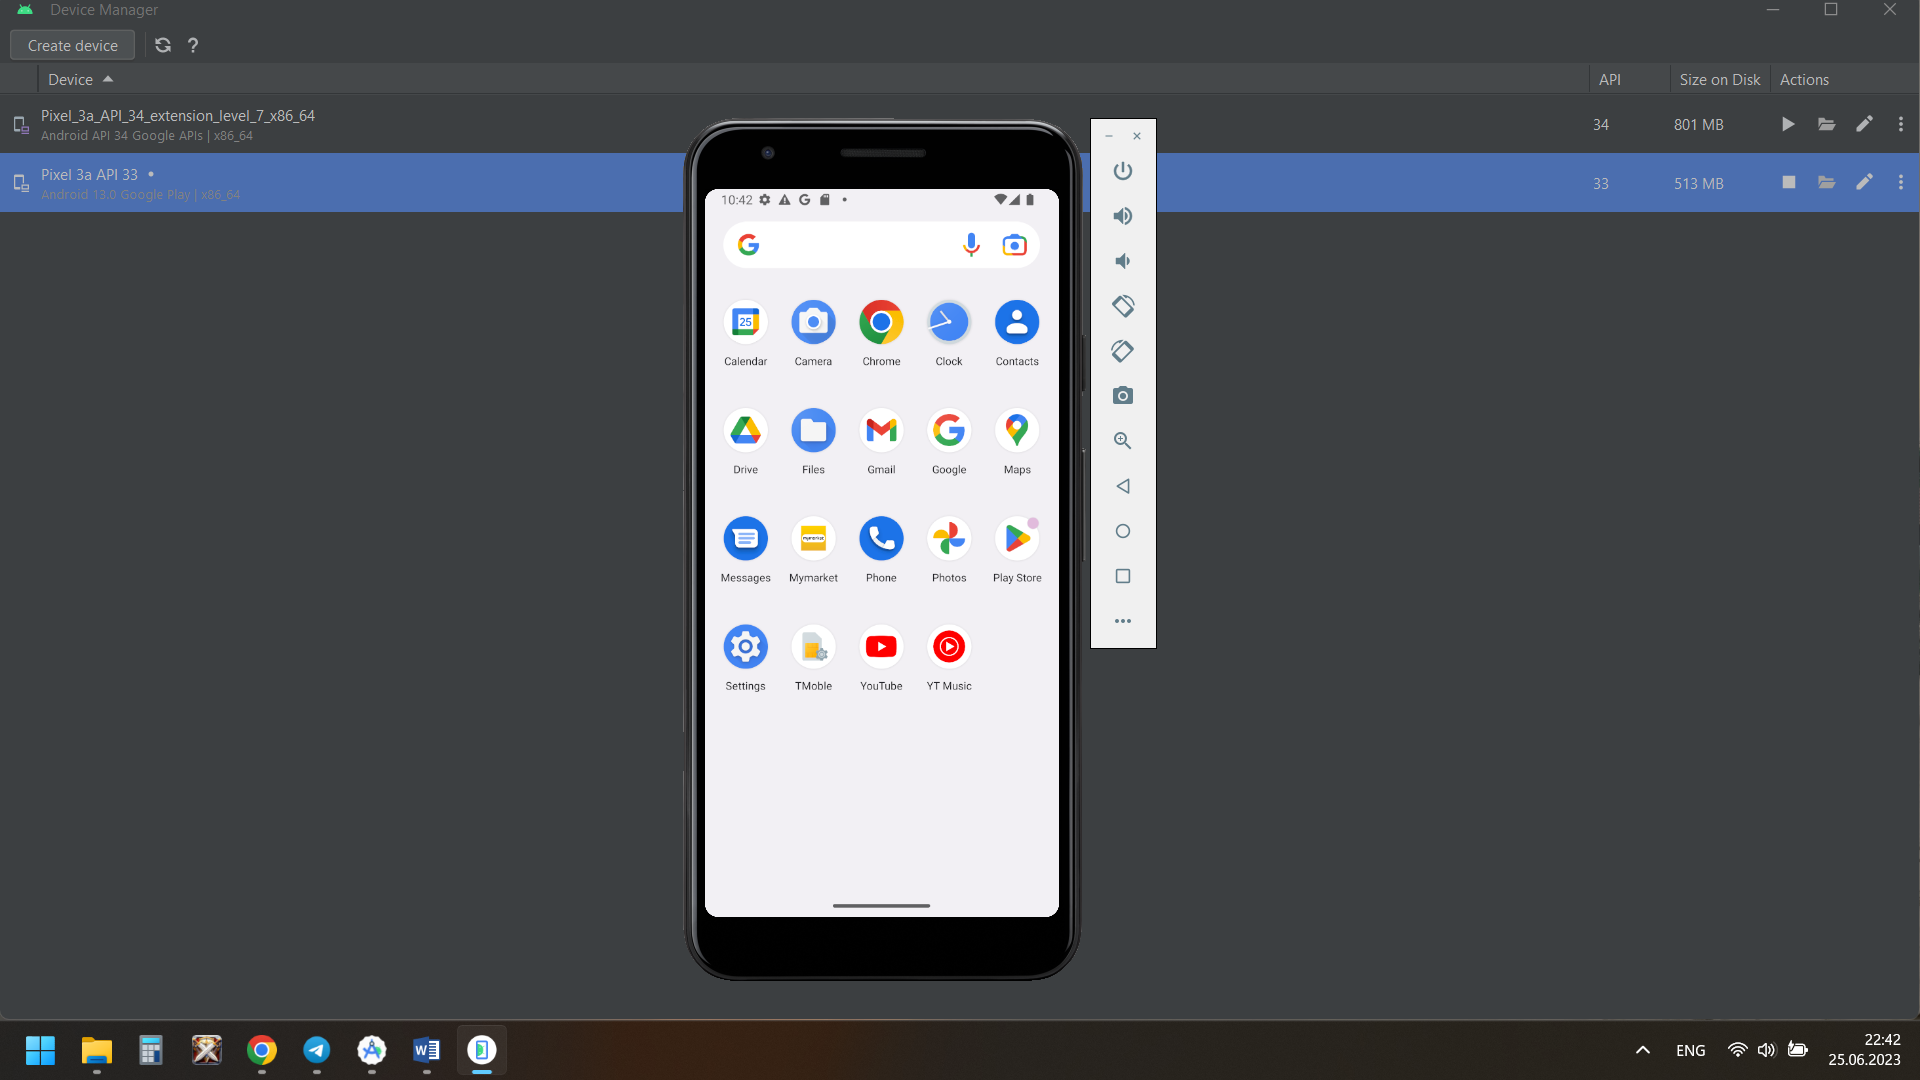 Device Manager
Create device
?
Device API Size on Disk Actions
Pixel_3a_API_34_extension_level_7_x86_64
Android API 34 Google APIs | x86_64
34 801 MB
Pixel 3a API 33 •
Android 13.0 Google Play | x86_64
33 513 MB
10:42
25
Calendar Camera Chrome Clock Contacts
Drive Files Gmail Google Maps
mymarket
Messages Mymarket Phone Photos Play Store
Settings TMoble YouTube YT Music
ENG
22:42
25.06.2023